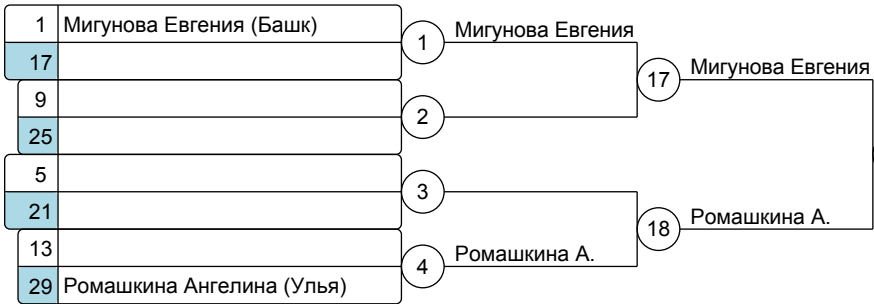 1 Мигунова Евгения (Башк)
1 Мигунова Евгения
17
17 Мигунова Евгения
9
2
25
5
3
21
18 Ромашкина А.
13
4 Ромашкина А.
29 Ромашкина Ангелина (Улья)